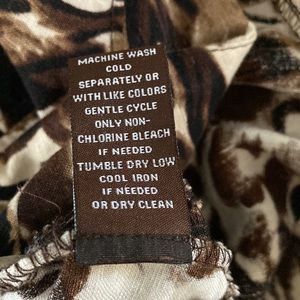 MACHINE WASH
COLD
SEPARATELY OR
WITH LIKE COLORS
GENTLE CYCLE
ONLY NON-
CHLORINE BLEACH
IF NEEDED
TUMBLE DRY LOW
COOL IRON
IF NEEDED
OR DRY CLEAN